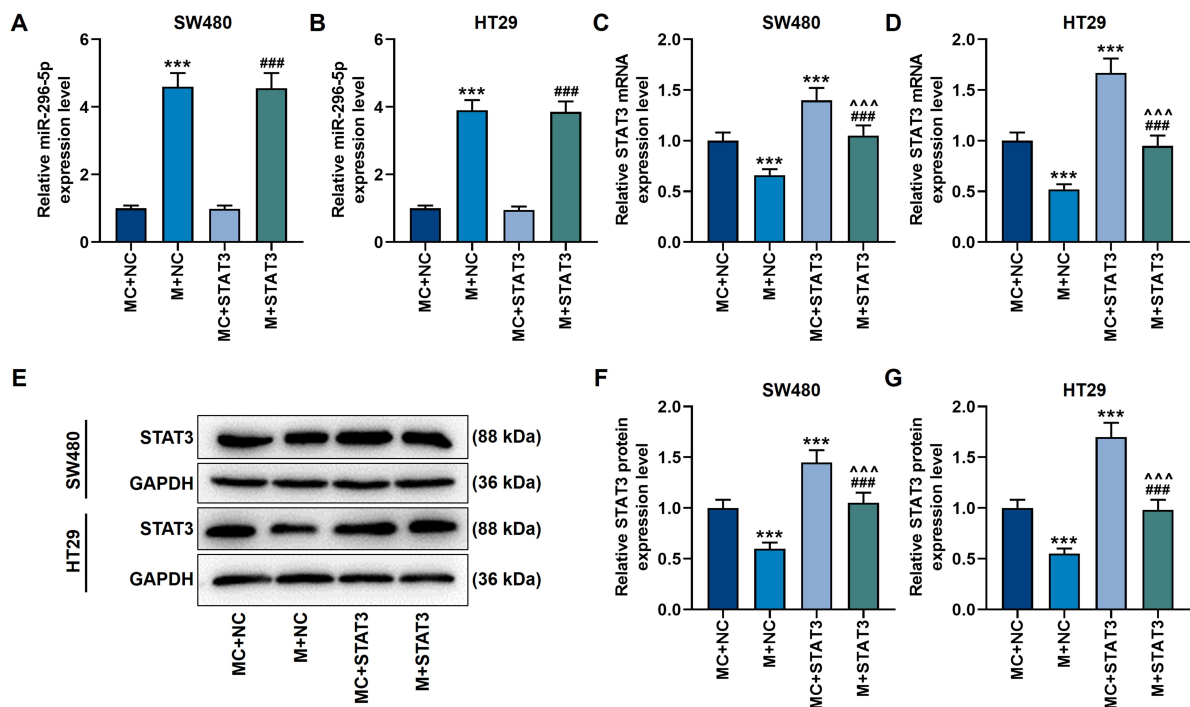 A
SW480
Relative miR-296-5p
expression level
6
4
2
0
***
###
MC+NC
M+NC
MC+STAT3
M+STAT3
B
HT29
Relative miR-296-5p
expression level
6
4
2
0
***
###
MC+NC
M+NC
MC+STAT3
M+STAT3
C
SW480
Relative STAT3 mRNA
expression level
2.0
1.5
1.0
0.5
0.0
***
***
^^^
###
MC+NC
M+NC
MC+STAT3
M+STAT3
D
HT29
Relative STAT3 mRNA
expression level
2.0
1.5
1.0
0.5
0.0
***
***
^^^
###
MC+NC
M+NC
MC+STAT3
M+STAT3
E
SW480
STAT3 (88 kDa)
GAPDH (36 kDa)
HT29
STAT3 (88 kDa)
GAPDH (36 kDa)
MC+NC
M+NC
MC+STAT3
M+STAT3
F
SW480
Relative STAT3 protein
expression level
2.0
1.5
1.0
0.5
0.0
***
***
^^^
###
MC+NC
M+NC
MC+STAT3
M+STAT3
G
HT29
Relative STAT3 protein
expression level
2.0
1.5
1.0
0.5
0.0
***
***
^^^
###
MC+NC
M+NC
MC+STAT3
M+STAT3